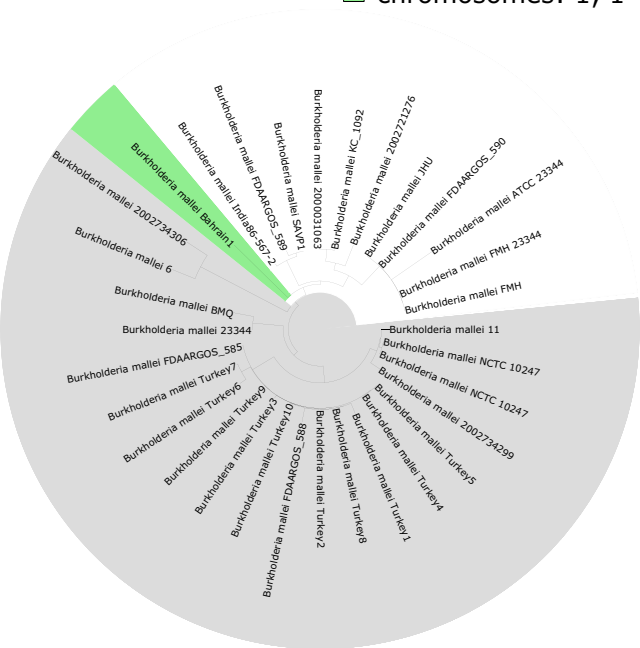 chromosomes: 1, 1
Burkholderia mallei 2002721276
Burkholderia mallei KC_1092
Burkholderia mallei 2000031063
Burkholderia mallei SAVP1
Burkholderia mallei FDAARGOS_589
Burkholderia mallei India86-567-2
Burkholderia mallei Bahrain1
Burkholderia mallei 2002734306
Burkholderia mallei 6
Burkholderia mallei BMQ
Burkholderia mallei 23344
Burkholderia mallei FDAARGOS_585
Burkholderia mallei Turkey7
Burkholderia mallei Turkey6
Burkholderia mallei Turkey9
Burkholderia mallei Turkey3
Burkholderia mallei Turkey10
Burkholderia mallei FDAARGOS_588
Burkholderia mallei Turkey2
Burkholderia mallei Turkey8
Burkholderia mallei Turkey1
Burkholderia mallei Turkey4
Burkholderia mallei Turkey5
Burkholderia mallei 2002734299
Burkholderia mallei NCTC 10247
Burkholderia mallei NCTC 10247
Burkholderia mallei 11
Burkholderia mallei FMH
Burkholderia mallei FMH 23344
Burkholderia mallei ATCC 23344
Burkholderia mallei FDAARGOS_590
Burkholderia mallei JHU